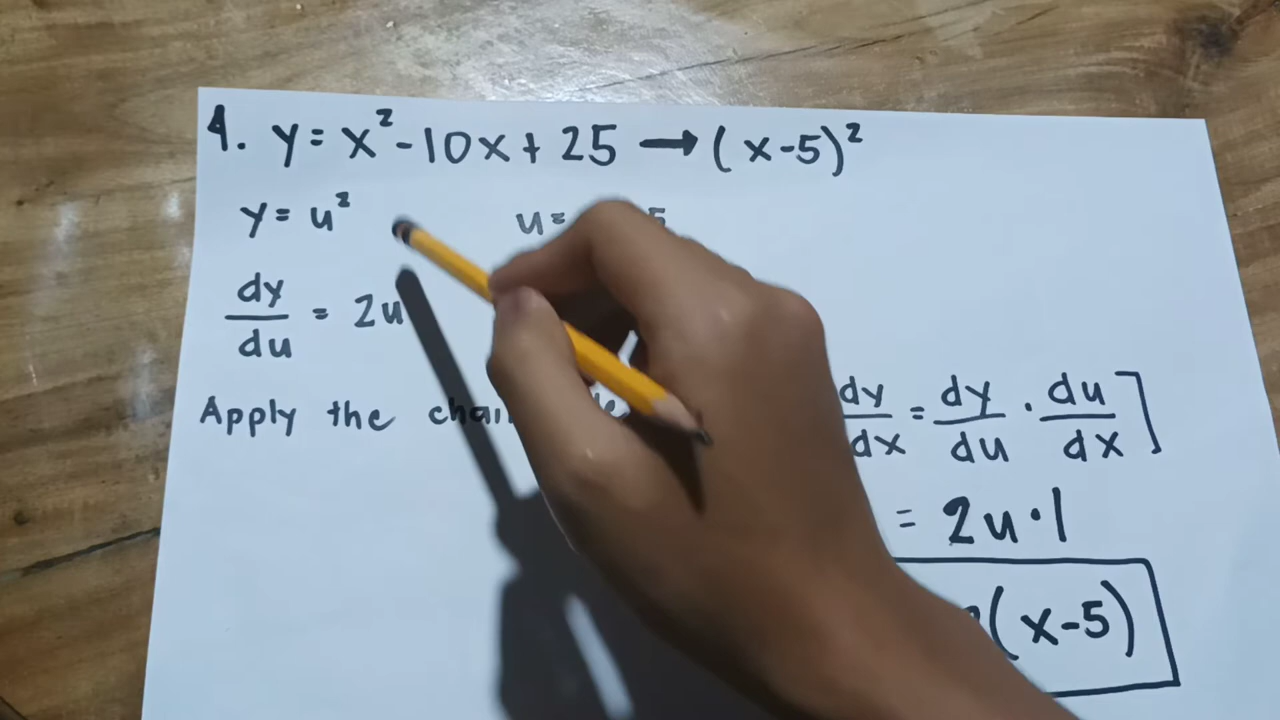 4. y = x² - 10x + 25 → (x-5)²
y = u² u = 5
dy/du = 2u
Apply the
dy/dx = dy/du · du/dx ]
= 2u · 1
(x-5)